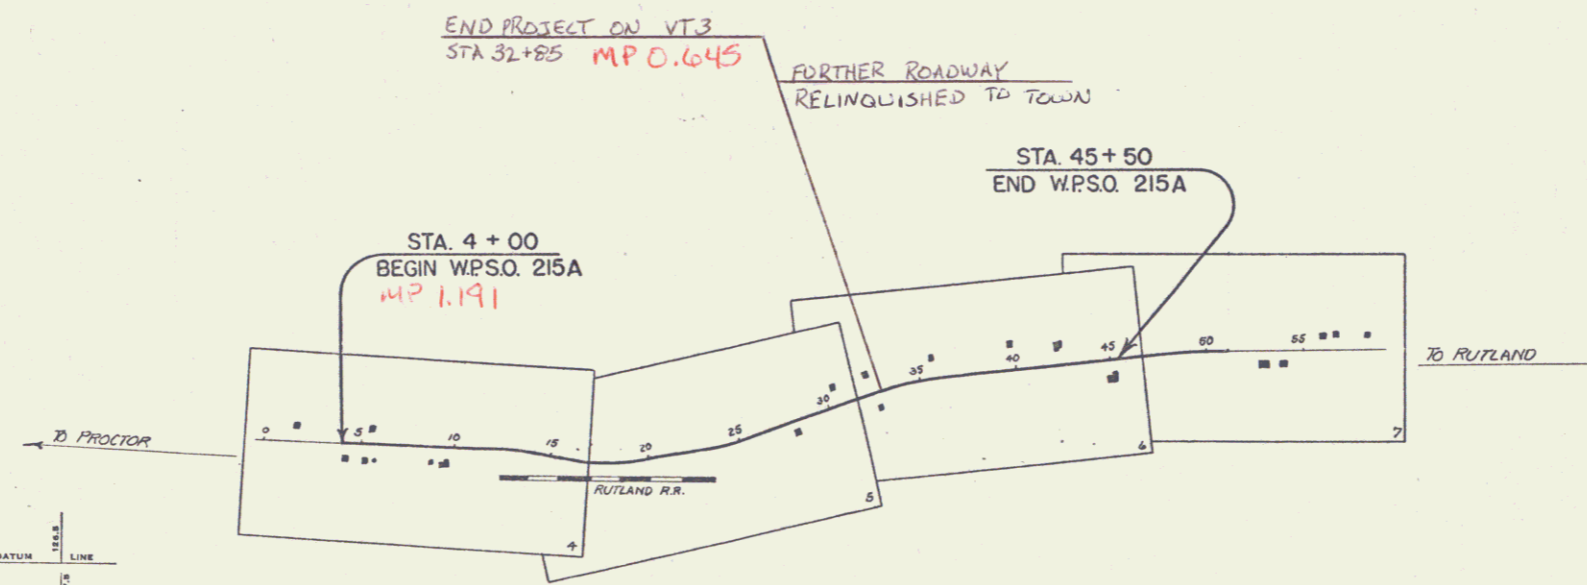 END PROJECT ON VT3
STA 32+85 MP 0.645
FURTHER ROADWAY
RELINQUISHED TO TOWN
STA. 45+50
END W.P.S.O. 215A
STA. 4+00
BEGIN W.P.S.O. 215A
MP 1.191
TO PROCTOR
0
5
10
15
20
25
30
35
40
45
50
55
TO RUTLAND
RUTLAND R.R.
4
5
6
7
126.5
DATUM LINE